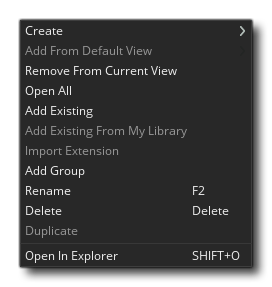 Create
Add From Default View
Remove From Current View
Open All
Add Existing
Add Existing From My Library
Import Extension
Add Group
Rename F2
Delete Delete
Duplicate
Open In Explorer SHIFT+O